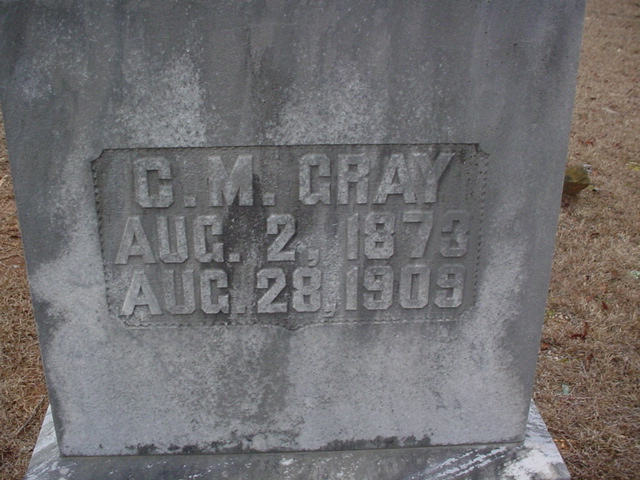 C. M. GRAY
AUG. 2, 1873
AUG. 28, 1909